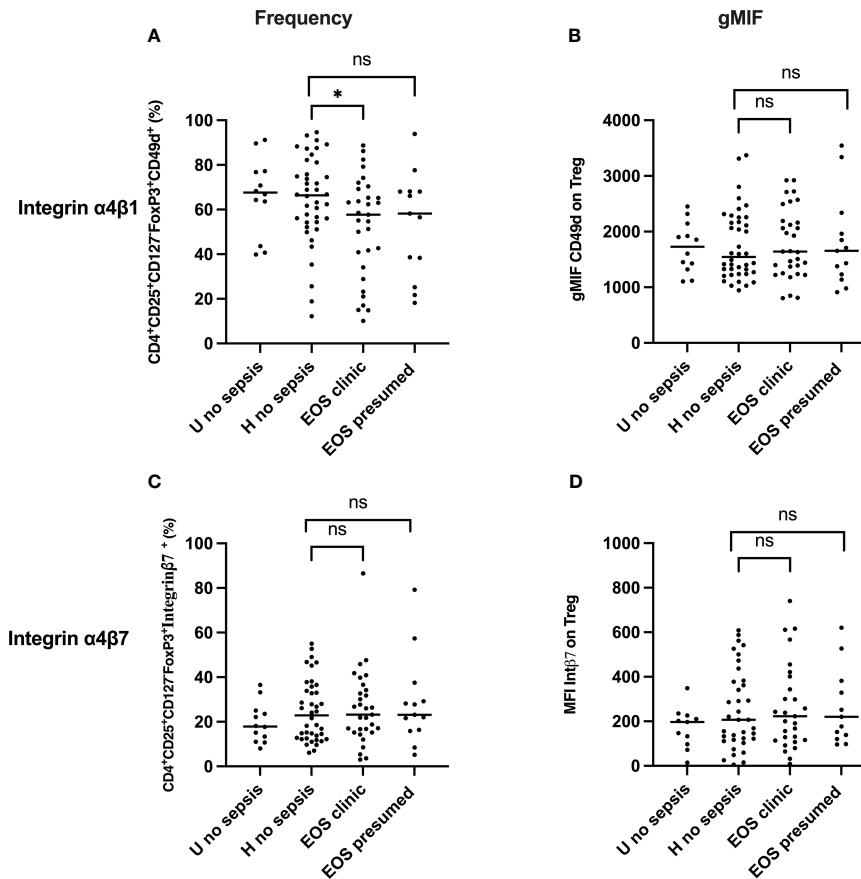 Frequency
gMIF
A
B
ns
*
ns
ns
Integrin α4β1
CD4⁺CD25⁺CD127⁻FoxP3⁺CD49d⁺ (%)
100
80
60
40
20
0
U no sepsis
H no sepsis
EOS clinic
EOS presumed
gMIF CD49d on Treg
4000
3000
2000
1000
0
U no sepsis
H no sepsis
EOS clinic
EOS presumed
C
D
ns
ns
ns
ns
Integrin α4β7
CD4⁺CD25⁺CD127⁻FoxP3⁺Integrinβ7 ⁺ (%)
100
80
60
40
20
0
U no sepsis
H no sepsis
EOS clinic
EOS presumed
MFI Intβ7 on Treg
1000
800
600
400
200
0
U no sepsis
H no sepsis
EOS clinic
EOS presumed